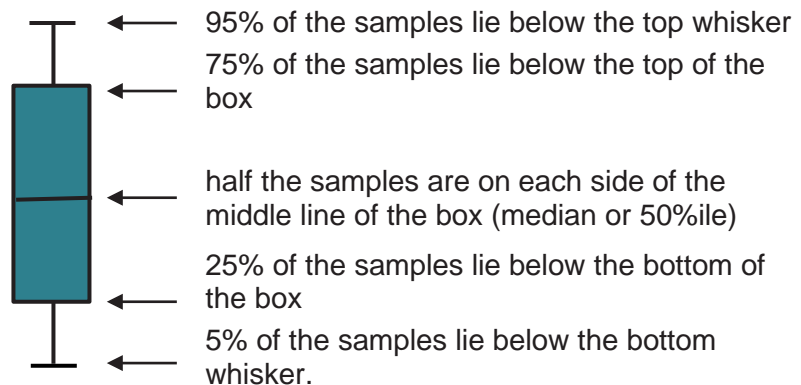 95% of the samples lie below the top whisker
75% of the samples lie below the top of the
box
half the samples are on each side of the
middle line of the box (median or 50%ile)
25% of the samples lie below the bottom of
the box
5% of the samples lie below the bottom
whisker.